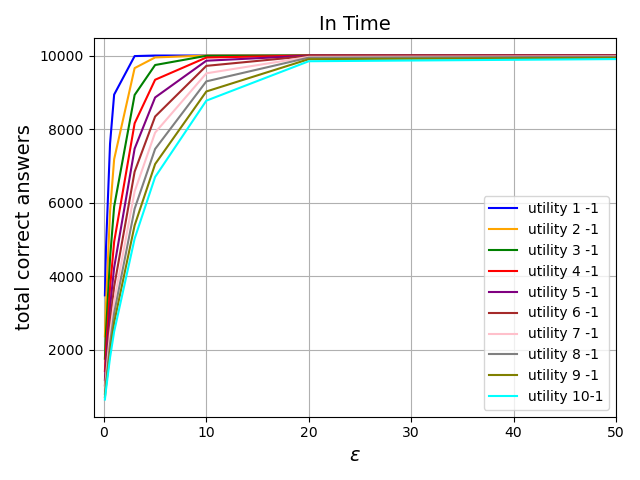 In Time
total correct answers
10000
8000
6000
4000
2000
0
10
20
30
40
50
ε
utility 1 -1
utility 2 -1
utility 3 -1
utility 4 -1
utility 5 -1
utility 6 -1
utility 7 -1
utility 8 -1
utility 9 -1
utility 10-1